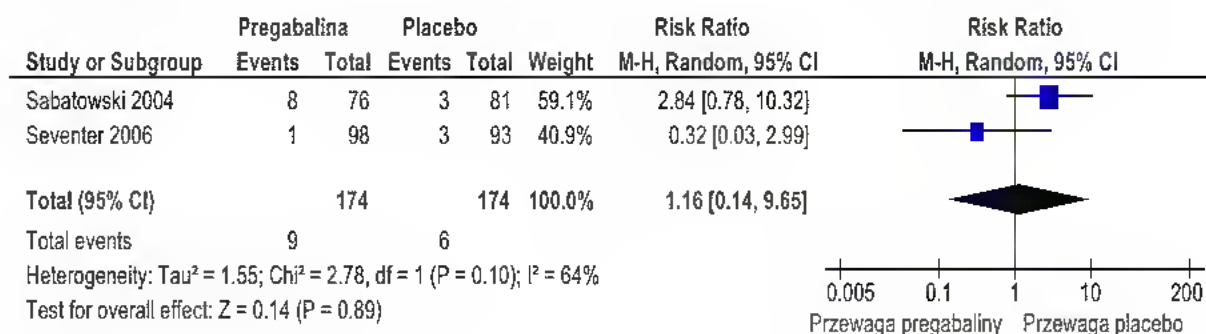 Pregabalina Placebo Risk Ratio Risk Ratio
Study or Subgroup Events Total Events Total Weight M-H, Random, 95% CI M-H, Random, 95% CI
Sabatowski 2004 8 76 3 81 59.1% 2.84 [0.78, 10.32]
Seventer 2006 1 98 3 93 40.9% 0.32 [0.03, 2.99]
Total (95% CI) 174 174 100.0% 1.16 [0.14, 9.65]
Total events 9 6
Heterogeneity: Tau² = 1.55; Chi² = 2.78, df = 1 (P = 0.10); I² = 64%
Test for overall effect: Z = 0.14 (P = 0.89)
0.005 0.1 1 10 200
Przewaga pregabaliny Przewaga placebo